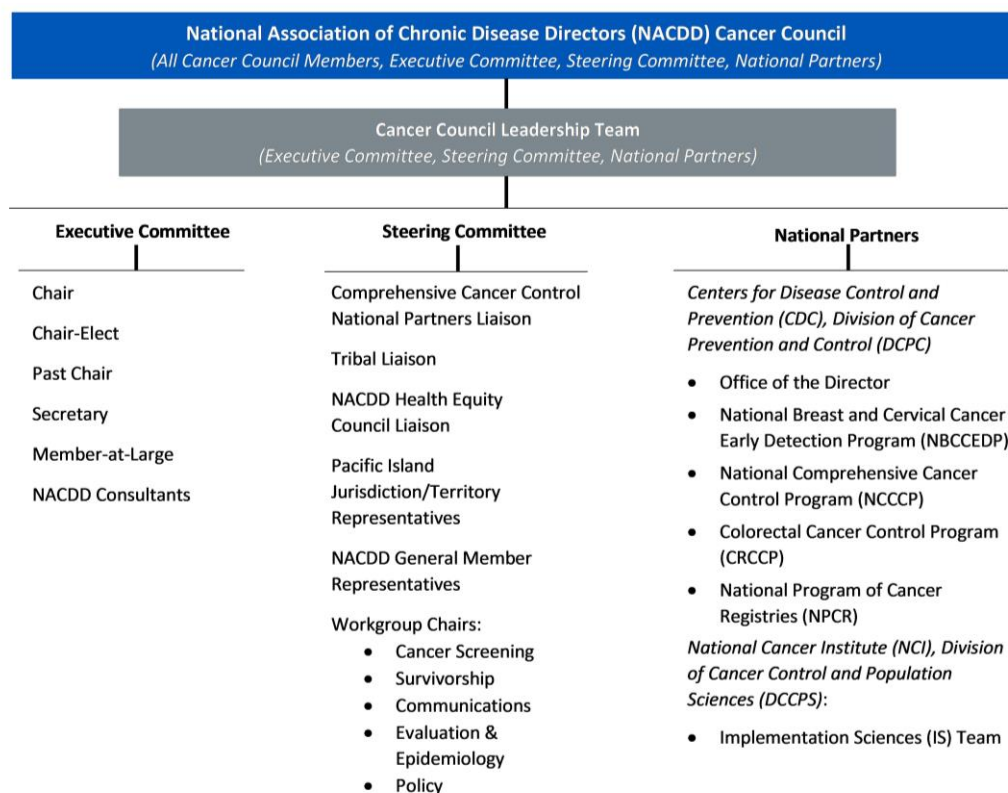 National Association of Chronic Disease Directors (NACDD) Cancer Council
(All Cancer Council Members, Executive Committee, Steering Committee, National Partners)
Cancer Council Leadership Team
(Executive Committee, Steering Committee, National Partners)
Executive Committee
Chair
Chair-Elect
Past Chair
Secretary
Member-at-Large
NACDD Consultants
Steering Committee
Comprehensive Cancer Control
National Partners Liaison
Tribal Liaison
NACDD Health Equity
Council Liaison
Pacific Island
Jurisdiction/Territory
Representatives
NACDD General Member
Representatives
Workgroup Chairs:
• Cancer Screening
• Survivorship
• Communications
• Evaluation &
Epidemiology
• Policy
National Partners
Centers for Disease Control and
Prevention (CDC), Division of Cancer
Prevention and Control (DCPC)
• Office of the Director
• National Breast and Cervical Cancer
Early Detection Program (NBCCEDP)
• National Comprehensive Cancer
Control Program (NCCCP)
• Colorectal Cancer Control Program
(CRCCP)
• National Program of Cancer
Registries (NPCR)
National Cancer Institute (NCI), Division
of Cancer Control and Population
Sciences (DCCPS):
• Implementation Sciences (IS) Team